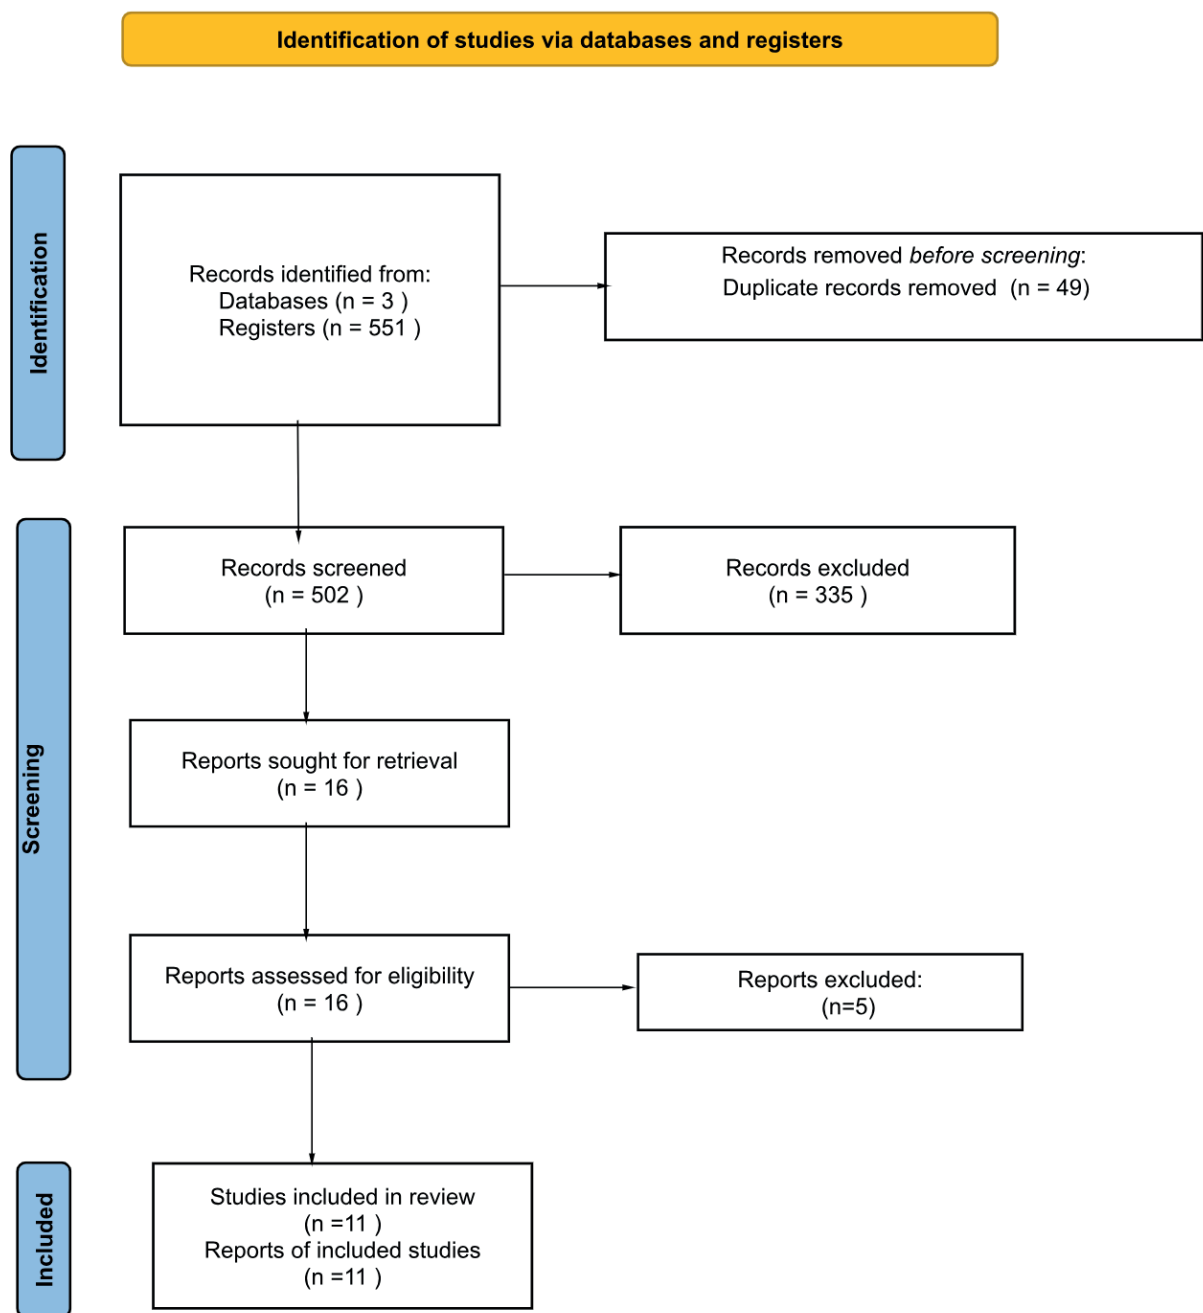 Identification of studies via databases and registers
Identification
Records identified from:
Databases (n = 3 )
Registers (n = 551 )
Records removed before screening:
Duplicate records removed  (n = 49)
Screening
Records screened
(n = 502 )
Records excluded
(n = 335 )
Reports sought for retrieval
(n = 16 )
Reports assessed for eligibility
(n = 16 )
Reports excluded:
(n=5)
Included
Studies included in review
(n =11 )
Reports of included studies
(n =11 )